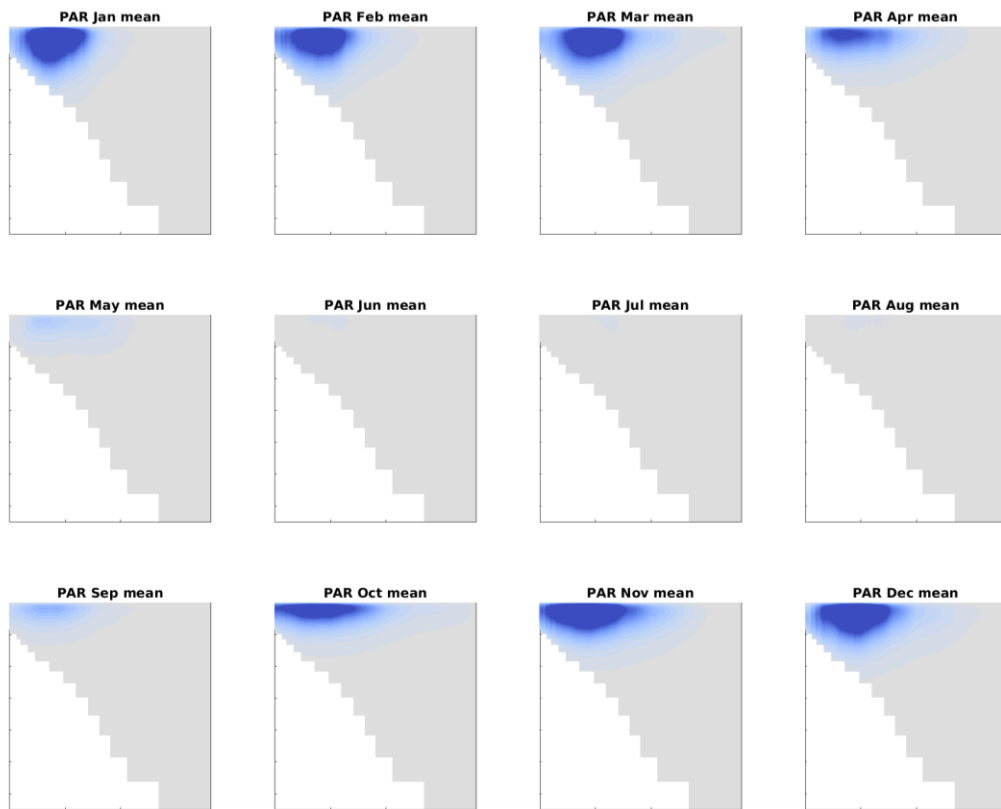 PAR Jan mean
PAR Feb mean
PAR Mar mean
PAR Apr mean
PAR May mean
PAR Jun mean
PAR Jul mean
PAR Aug mean
PAR Sep mean
PAR Oct mean
PAR Nov mean
PAR Dec mean